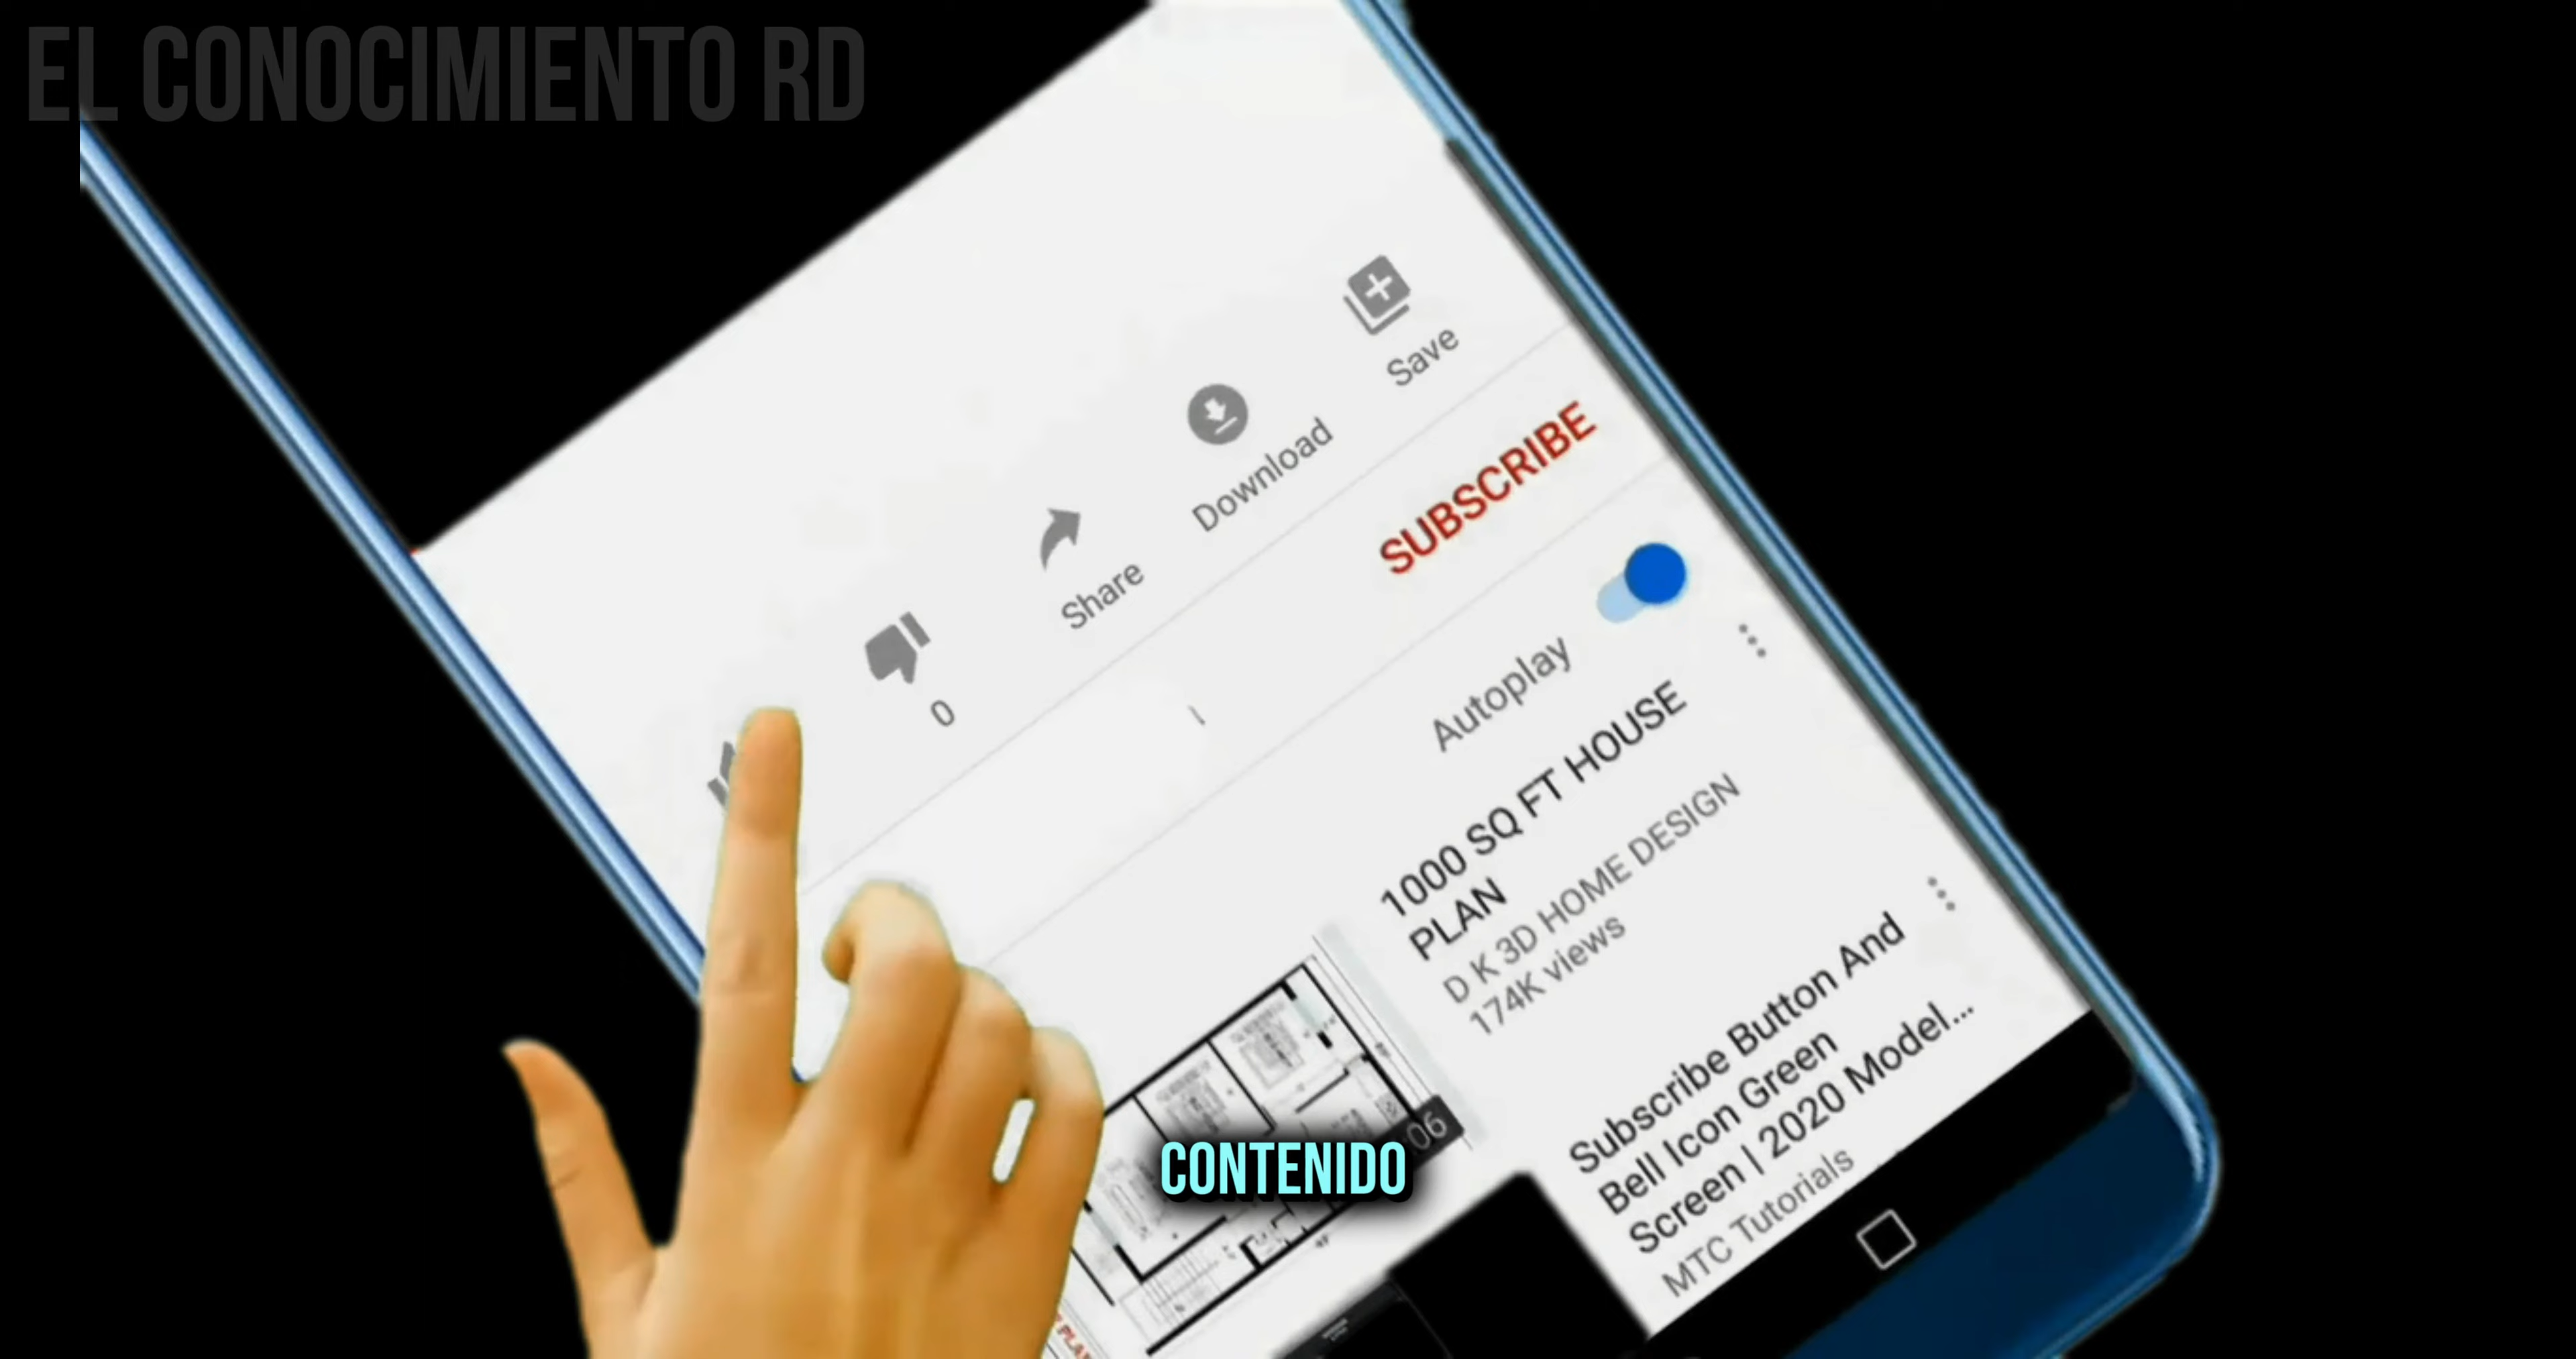 EL CONOCIMIENTO RD
Save
Download
Share
0
SUBSCRIBE
Autoplay
1000 SQ FT HOUSE
PLAN
D K 3D HOME DESIGN
174K views
06
Subscribe Button And
Bell Icon Green
Screen | 2020 Model...
MTC Tutorials
CONTENIDO